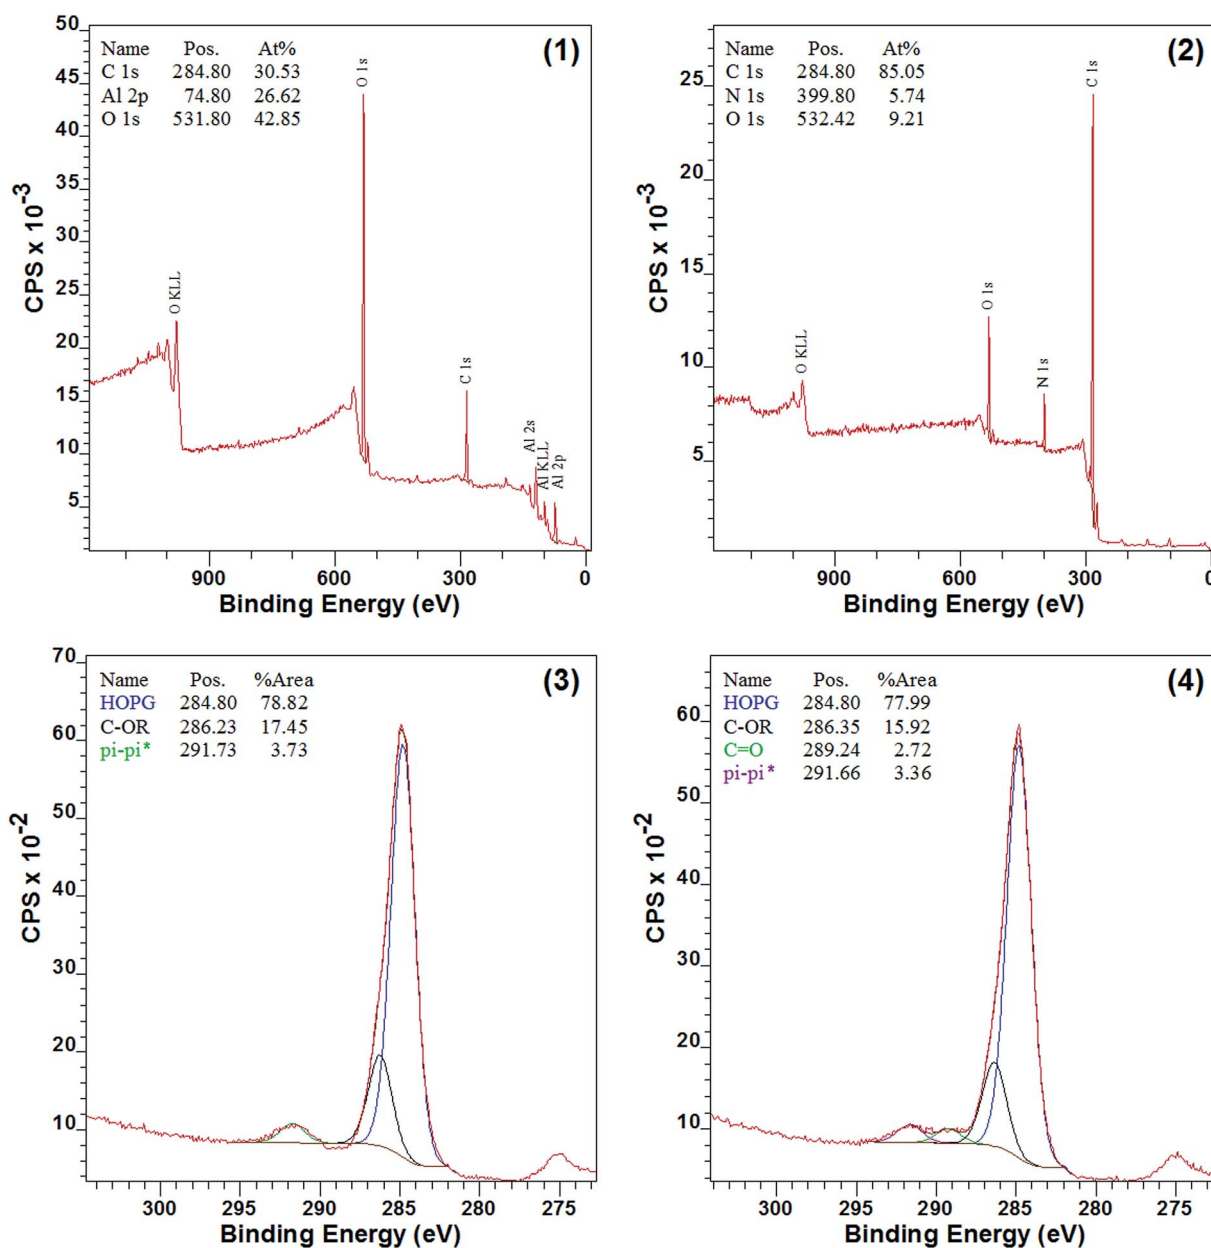 (1)
Name Pos. At%
C 1s 284.80 30.53
Al 2p 74.80 26.62
O 1s 531.80 42.85
50
45
40
35
30
25
20
15
10
5
CPS x 10-3
O KLL
O 1s
C 1s
Al 2s
Al KLL
Al 2p
900 600 300 0
Binding Energy (eV)
(2)
Name Pos. At%
C 1s 284.80 85.05
N 1s 399.80 5.74
O 1s 532.42 9.21
25
20
15
10
5
CPS x 10-3
O KLL
O 1s
N 1s
C 1s
900 600 300 0
Binding Energy (eV)
(3)
Name Pos. %Area
HOPG 284.80 78.82
C-OR 286.23 17.45
pi-pi* 291.73 3.73
70
60
50
40
30
20
10
CPS x 10-2
300 295 290 285 280 275
Binding Energy (eV)
(4)
Name Pos. %Area
HOPG 284.80 77.99
C-OR 286.35 15.92
C=O 289.24 2.72
pi-pi* 291.66 3.36
60
50
40
30
20
10
CPS x 10-2
300 295 290 285 280 275
Binding Energy (eV)